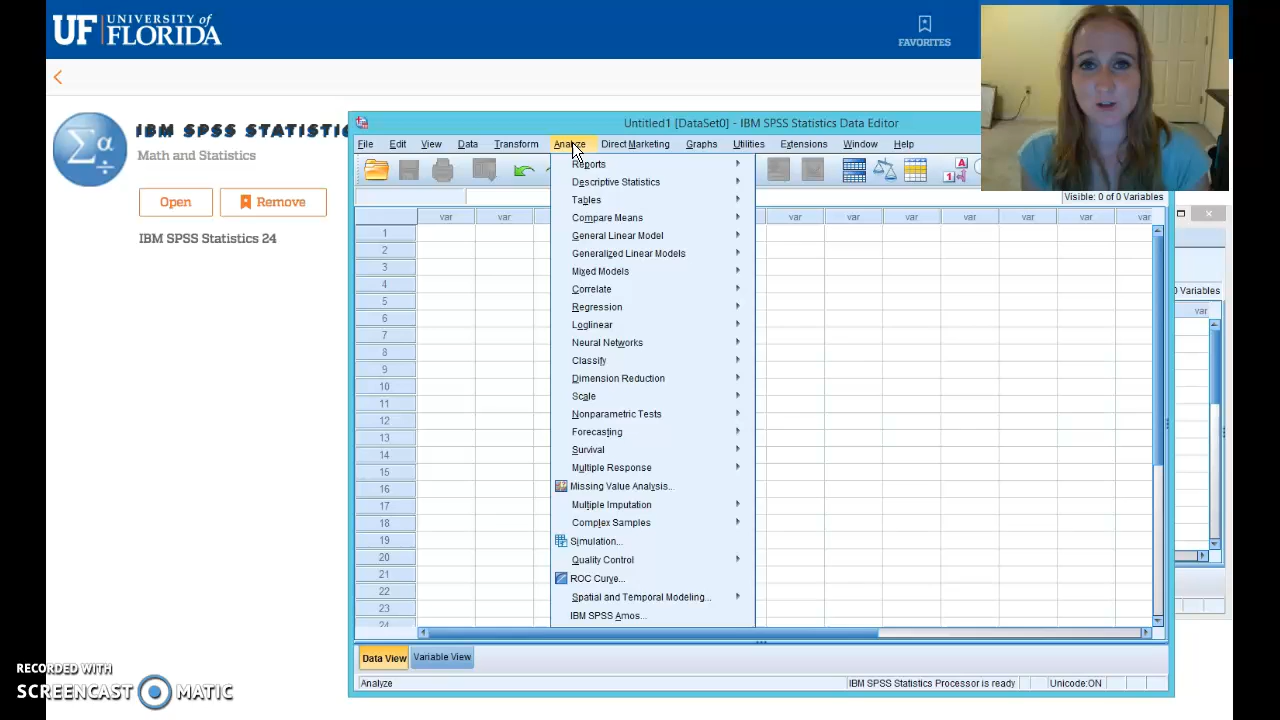 UF UNIVERSITY of FLORIDA
FAVORITES
IBM SPSS STATISTIC
Math and Statistics
Open
Remove
IBM SPSS Statistics 24
Untitled1 [DataSet0] - IBM SPSS Statistics Data Editor
File Edit View Data Transform Analyze Direct Marketing Graphs Utilities Extensions Window Help
Visible: 0 of 0 Variables
var var var var var var var var var
0 Variables
var
1
2
3
4
5
6
7
8
9
10
11
12
13
14
15
16
17
18
19
20
21
22
23
24
Reports
Descriptive Statistics
Tables
Compare Means
General Linear Model
Generalized Linear Models
Mixed Models
Correlate
Regression
Loglinear
Neural Networks
Classify
Dimension Reduction
Scale
Nonparametric Tests
Forecasting
Survival
Multiple Response
Missing Value Analysis...
Multiple Imputation
Complex Samples
Simulation...
Quality Control
ROC Curve...
Spatial and Temporal Modeling...
IBM SPSS Amos...
Data View Variable View
Analyze
IBM SPSS Statistics Processor is ready
Unicode:ON
RECORDED WITH
SCREENCAST MATIC